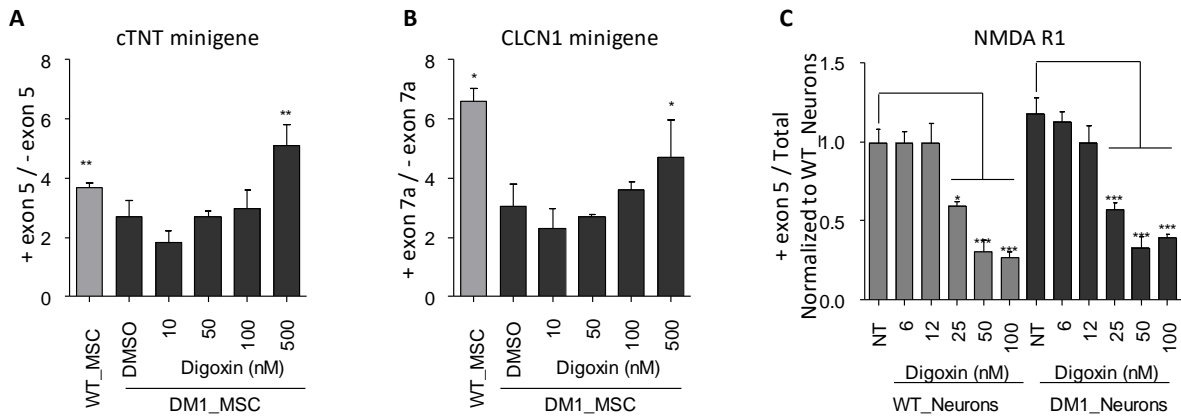 A
cTNT minigene
+ exon 5 / - exon 5
8
6
4
2
0
**
**
WT_MSC
DMSO
10
50
100
500
Digoxin (nM)
DM1_MSC
B
CLCN1 minigene
+ exon 7a / - exon 7a
8
6
4
2
0
*
*
WT_MSC
DMSO
10
50
100
500
Digoxin (nM)
DM1_MSC
C
NMDA R1
+ exon 5 / Total
Normalized to WT_Neurons
1.5
1.0
0.5
0.0
*
***
***
***
***
***
NT
6
12
25
50
100
NT
6
12
25
50
100
Digoxin (nM)
Digoxin (nM)
WT_Neurons
DM1_Neurons